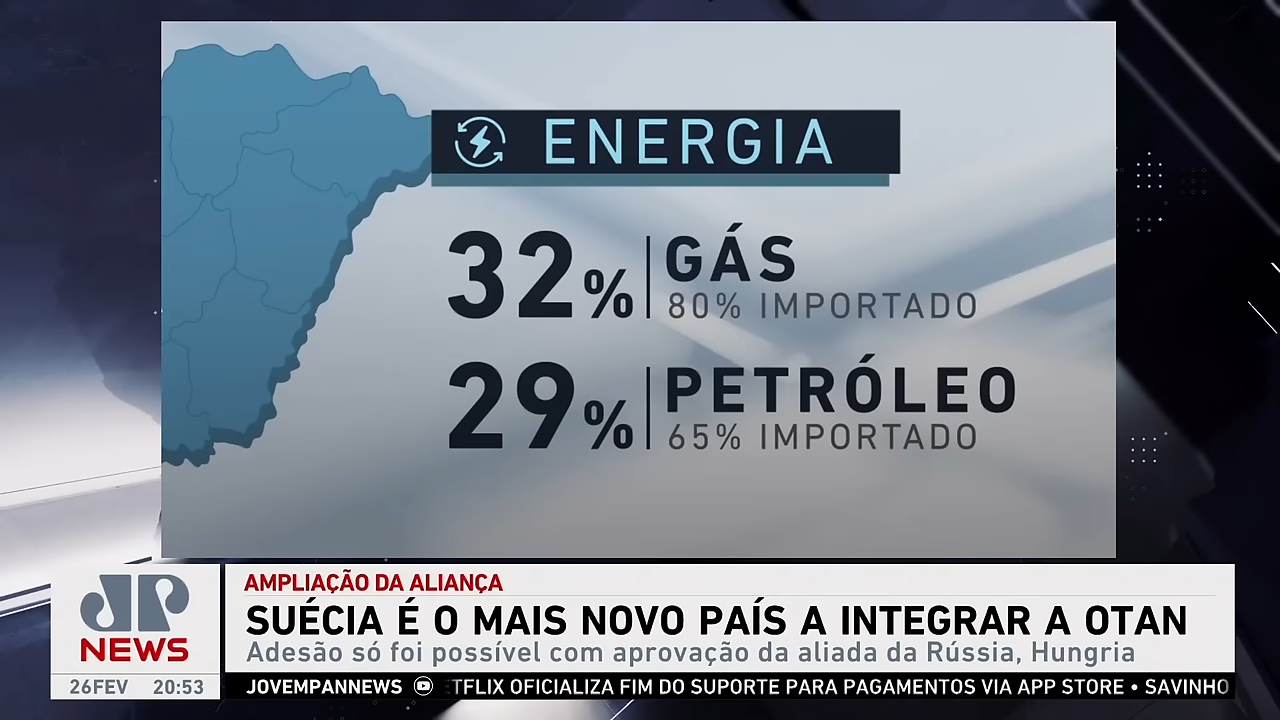 ENERGIA
32% GÁS
80% IMPORTADO
29% PETRÓLEO
65% IMPORTADO
AMPLIAÇÃO DA ALIANÇA
SUÉCIA É O MAIS NOVO PAÍS A INTEGRAR A OTAN
Adesão só foi possível com aprovação da aliada da Rússia, Hungria
JP
NEWS
26FEV 20:53
JOVEMPANNEWS ETFLIX OFICIALIZA FIM DO SUPORTE PARA PAGAMENTOS VIA APP STORE • SAVINHO